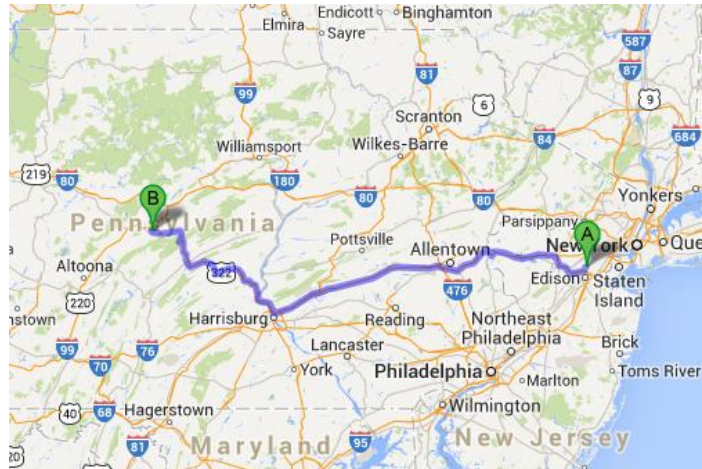 Endicott
Binghamton
Elmira
Sayre
587
87
81
99
6
9
Scranton
Williamsport
Wilkes-Barre
84
684
219
80
180
80
80
Yonkers
Parsippany
B
Pennsylvania
A
New York
Que
Pottsville
Allentown
Altoona
322
Edison
Staten
Island
476
220
nstown
Harrisburg
Reading
Northeast
Philadelphia
Brick
99
76
Lancaster
70
Toms River
York
Philadelphia
Marlton
40
68
Hagerstown
Wilmington
81
Maryland
95
New Jersey